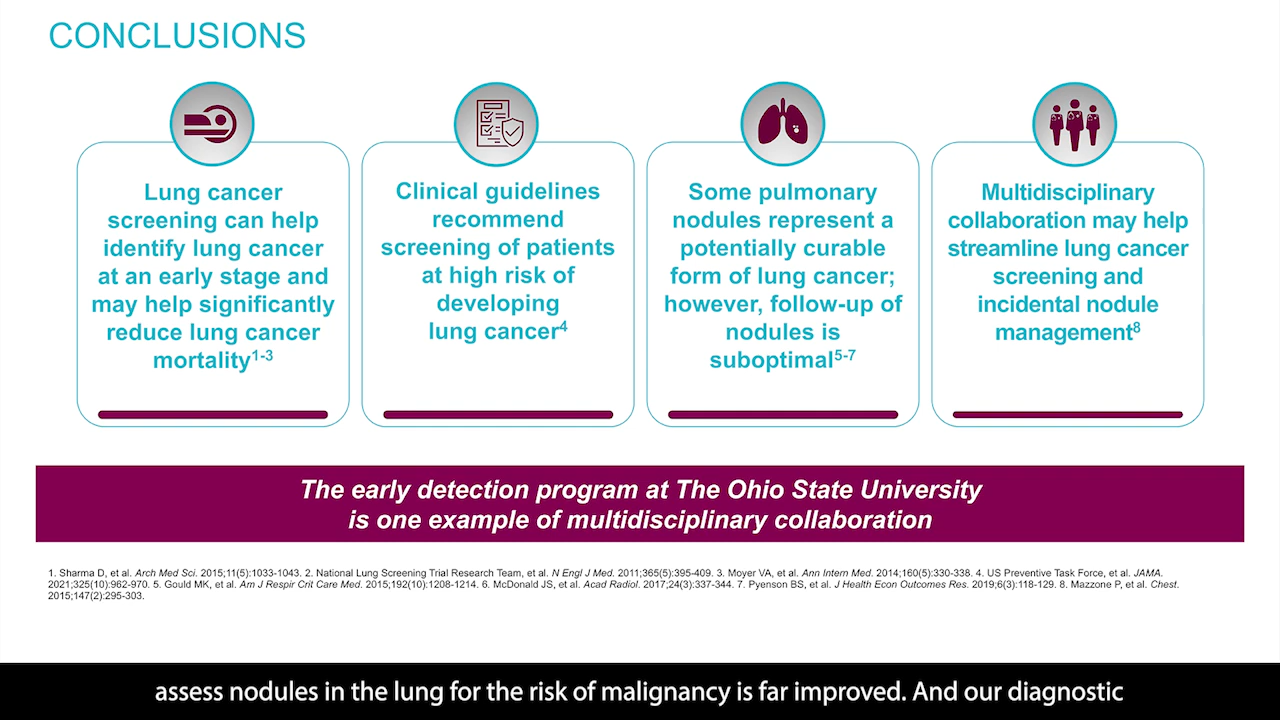 CONCLUSIONS
Lung cancer
screening can help
identify lung cancer
at an early stage and
may help significantly
reduce lung cancer
mortality1-3
Clinical guidelines
recommend
screening of patients
at high risk of
developing
lung cancer4
Some pulmonary
nodules represent a
potentially curable
form of lung cancer;
however, follow-up of
nodules is
suboptimal5-7
Multidisciplinary
collaboration may help
streamline lung cancer
screening and
incidental nodule
management8
The early detection program at The Ohio State University
is one example of multidisciplinary collaboration
1. Sharma D, et al. Arch Med Sci. 2015;11(5):1033-1043. 2. National Lung Screening Trial Research Team, et al. N Engl J Med. 2011;365(5):395-409. 3. Moyer VA, et al. Ann Intern Med. 2014;160(5):330-338. 4. US Preventive Task Force, et al. JAMA.
2021;325(10):962-970. 5. Gould MK, et al. Am J Respir Crit Care Med. 2015;192(10):1208-1214. 6. McDonald JS, et al. Acad Radiol. 2017;24(3):337-344. 7. Pyenson BS, et al. J Health Econ Outcomes Res. 2019;6(3):118-129. 8. Mazzone P, et al. Chest.
2015;147(2):295-303.
assess nodules in the lung for the risk of malignancy is far improved. And our diagnostic